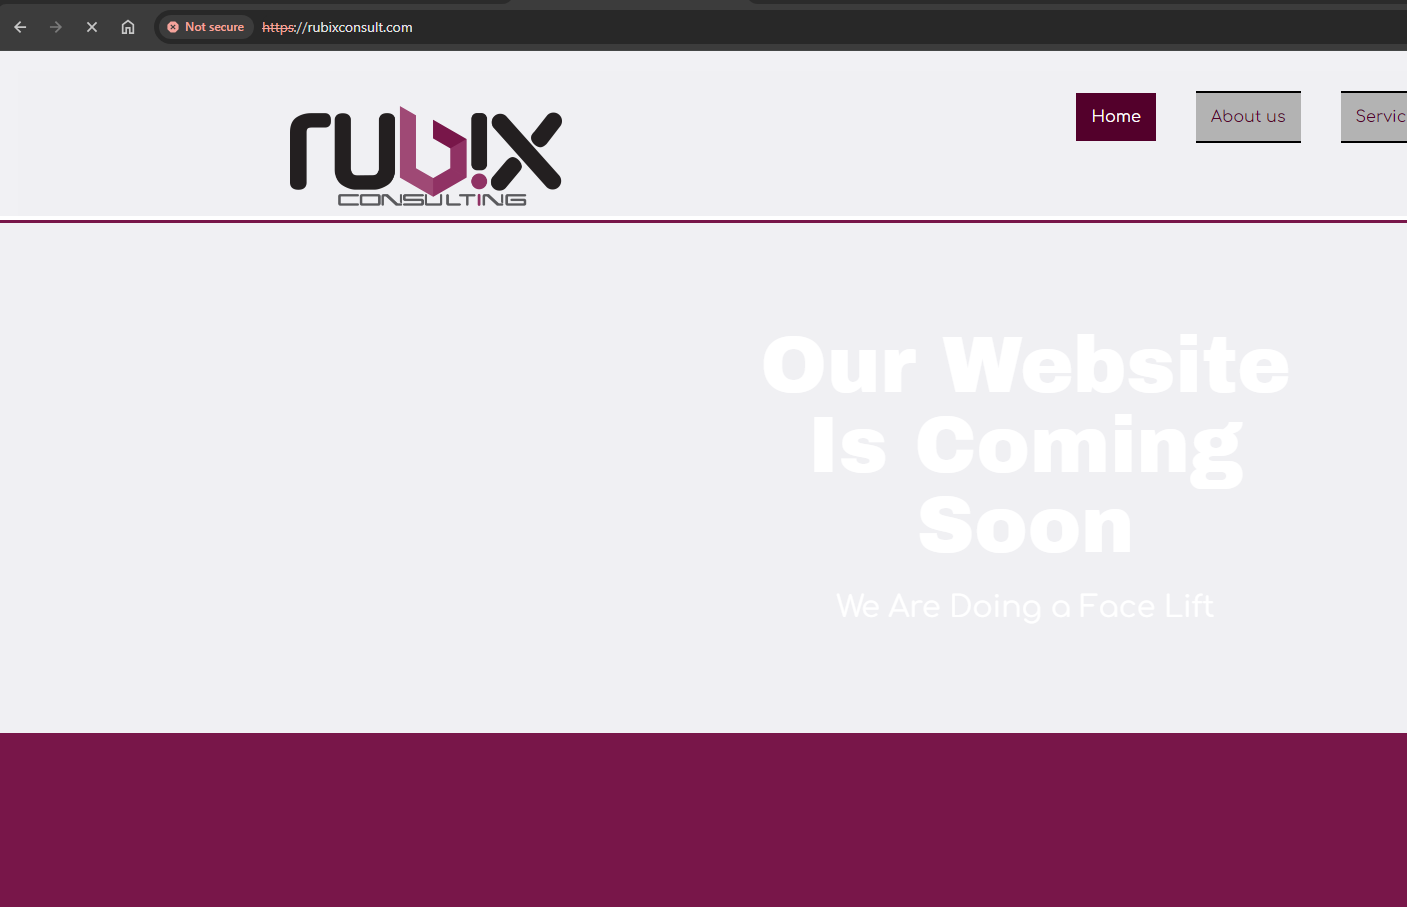 Not secure https://rubixconsult.com
rubix
CONSULTING
Home About us Servic
Our Website
Is Coming
Soon
We Are Doing a Face Lift